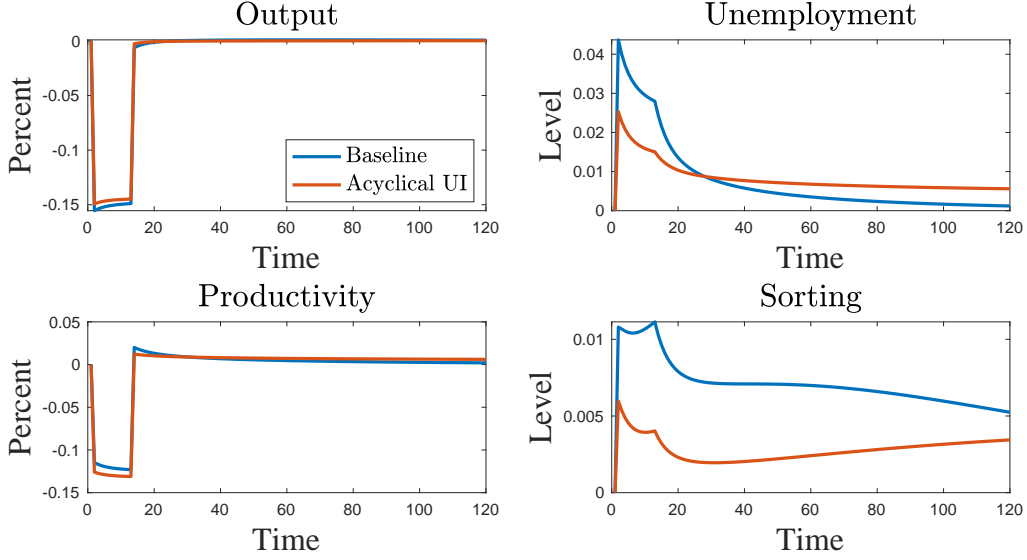 Output
Percent
0
-0.05
-0.1
-0.15
Baseline
Acyclical UI
0 20 40 60 80 100 120
Time
Unemployment
Level
0.04
0.03
0.02
0.01
0
0 20 40 60 80 100 120
Time
Productivity
Percent
0.05
0
-0.05
-0.1
-0.15
0 20 40 60 80 100 120
Time
Sorting
Level
0.01
0.005
0
0 20 40 60 80 100 120
Time